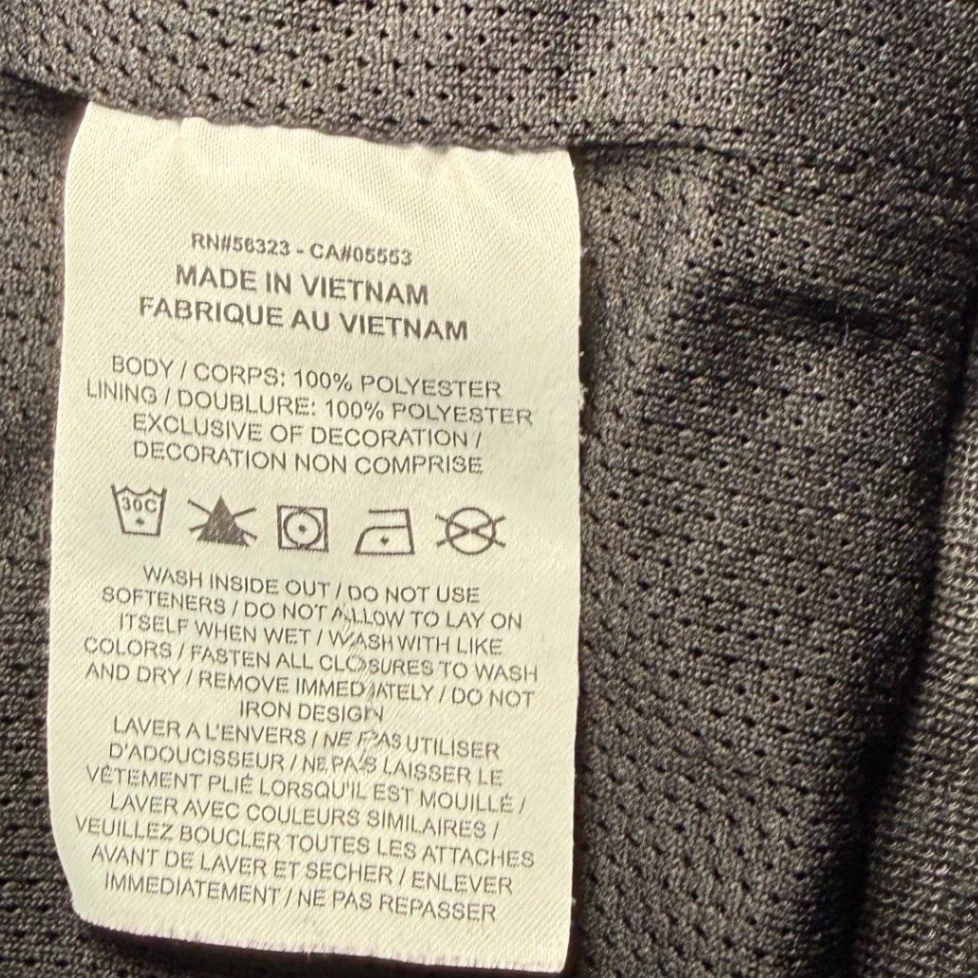 RN#56323 - CA#05553
MADE IN VIETNAM
FABRIQUE AU VIETNAM
BODY / CORPS: 100% POLYESTER
LINING / DOUBLURE: 100% POLYESTER
EXCLUSIVE OF DECORATION /
DECORATION NON COMPRISE
30C
WASH INSIDE OUT / DO NOT USE
SOFTENERS / DO NOT ALLOW TO LAY ON
ITSELF WHEN WET / WASH WITH LIKE
COLORS / FASTEN ALL CLOSURES TO WASH
AND DRY / REMOVE IMMEDIATELY / DO NOT
IRON DESIGN
LAVER A L'ENVERS / NE PAS UTILISER
D'ADOUCISSEUR / NE PAS LAISSER LE
VÊTEMENT PLIÉ LORSQU'IL EST MOUILLÉ /
LAVER AVEC COULEURS SIMILAIRES /
VEUILLEZ BOUCLER TOUTES LES ATTACHES
AVANT DE LAVER ET SECHER / ENLEVER
IMMEDIATEMENT / NE PAS REPASSER